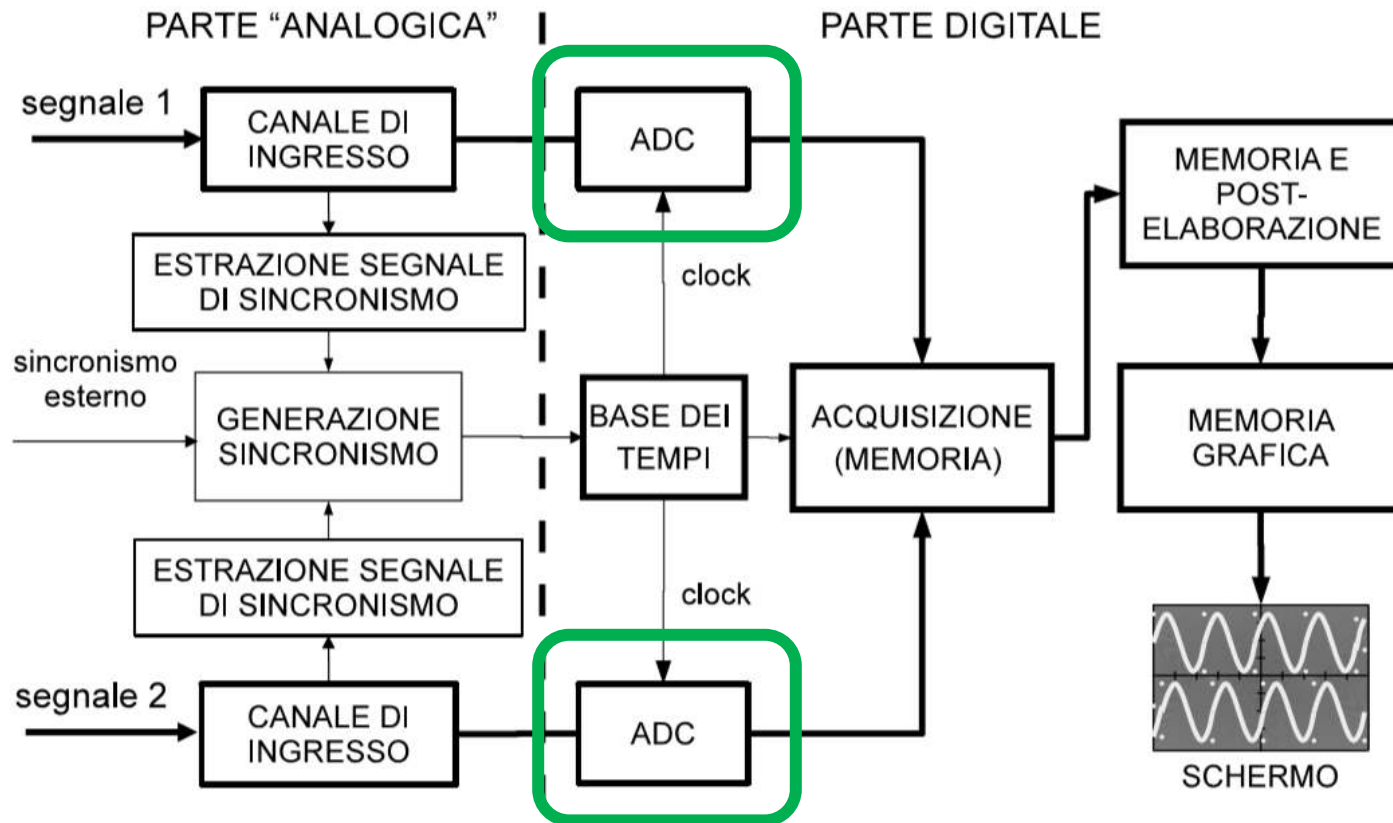 PARTE “ANALOGICA”
PARTE DIGITALE
segnale 1
CANALE DI
INGRESSO
ADC
MEMORIA E
POST-
ELABORAZIONE
ESTRAZIONE SEGNALE
DI SINCRONISMO
clock
sincronismo
esterno
GENERAZIONE
SINCRONISMO
BASE DEI
TEMPI
ACQUISIZIONE
(MEMORIA)
MEMORIA
GRAFICA
ESTRAZIONE SEGNALE
DI SINCRONISMO
clock
segnale 2
CANALE DI
INGRESSO
ADC
SCHERMO